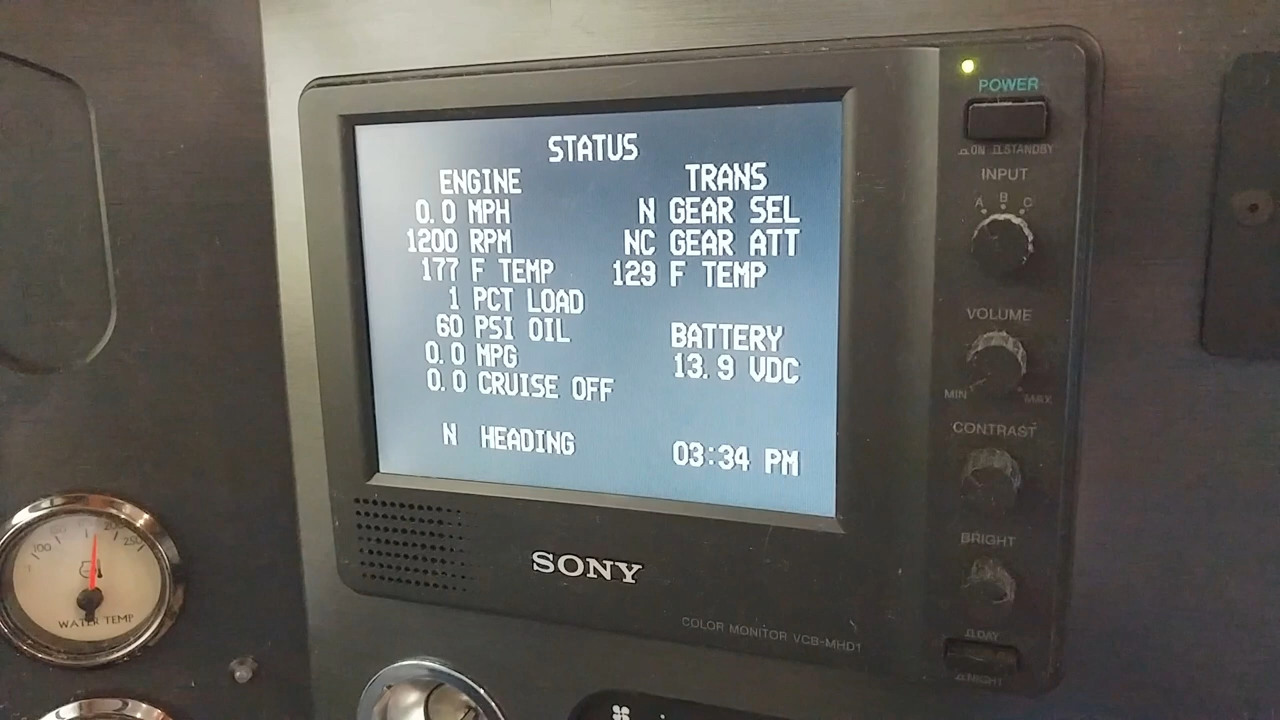 STATUS
ENGINE
0.0 MPH
1200 RPM
177 F TEMP
1 PCT LOAD
60 PSI OIL
0.0 MPG
0.0 CRUISE OFF
N HEADING
TRANS
N GEAR SEL
NC GEAR ATT
129 F TEMP
BATTERY
13.9 VDC
03:34 PM
SONY
COLOR MONITOR VCB-MHD1
POWER
ON STANDBY
INPUT
A B C
VOLUME
MIN MAX
CONTRAST
BRIGHT
DAY
NIGHT
100 250
WATER TEMP